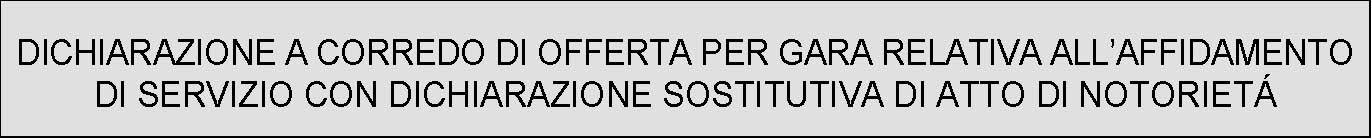 DICHIARAZIONE A CORREDO DI OFFERTA PER GARA RELATIVA ALL’AFFIDAMENTO
DI SERVIZIO CON DICHIARAZIONE SOSTITUTIVA DI ATTO DI NOTORIETÁ